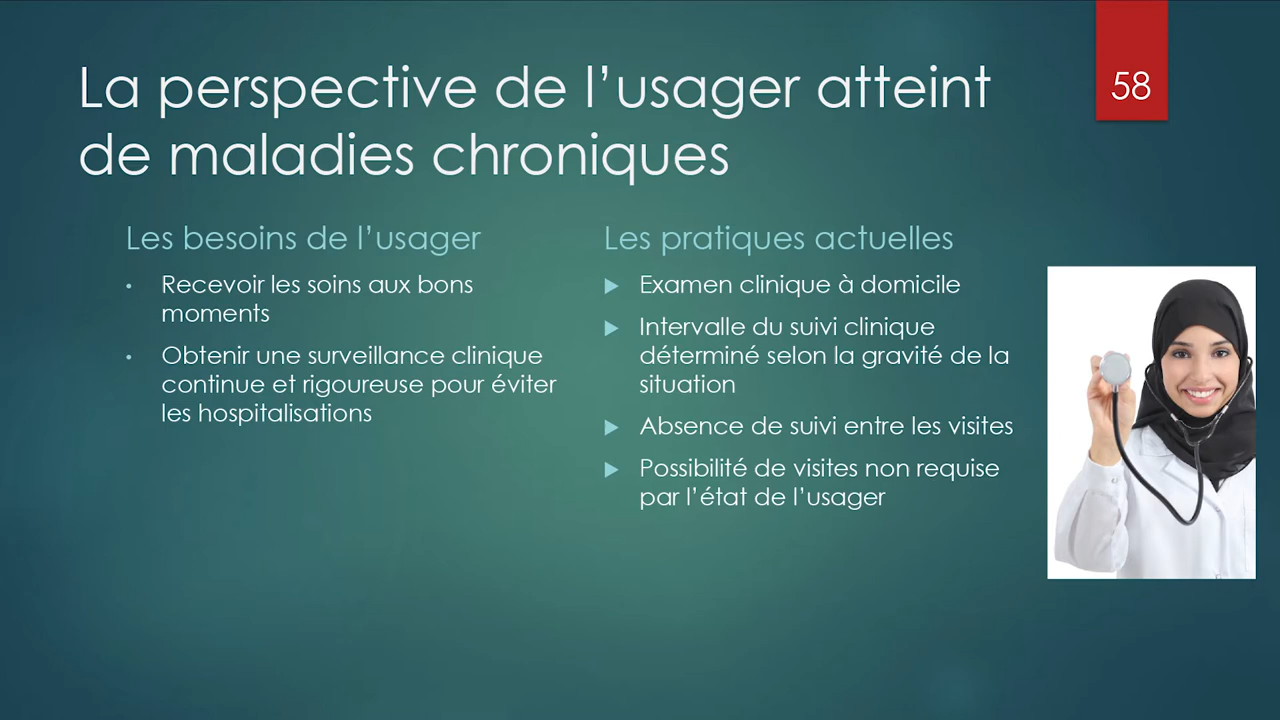 La perspective de l’usager atteint
de maladies chroniques
58
Les besoins de l’usager
• Recevoir les soins aux bons
moments
• Obtenir une surveillance clinique
continue et rigoureuse pour éviter
les hospitalisations
Les pratiques actuelles
▶ Examen clinique à domicile
▶ Intervalle du suivi clinique
déterminé selon la gravité de la
situation
▶ Absence de suivi entre les visites
▶ Possibilité de visites non requise
par l’état de l’usager